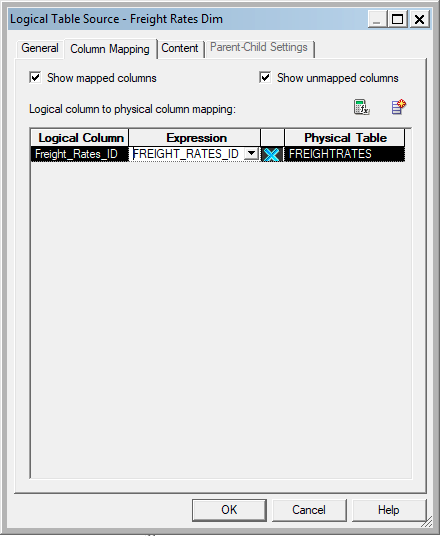 Logical Table Source - Freight Rates Dim
General Column Mapping Content Parent-Child Settings
Show mapped columns Show unmapped columns
Logical column to physical column mapping:
Logical Column Expression Physical Table
Freight_Rates_ID FREIGHT_RATES_ID FREIGHTRATES
OK Cancel Help